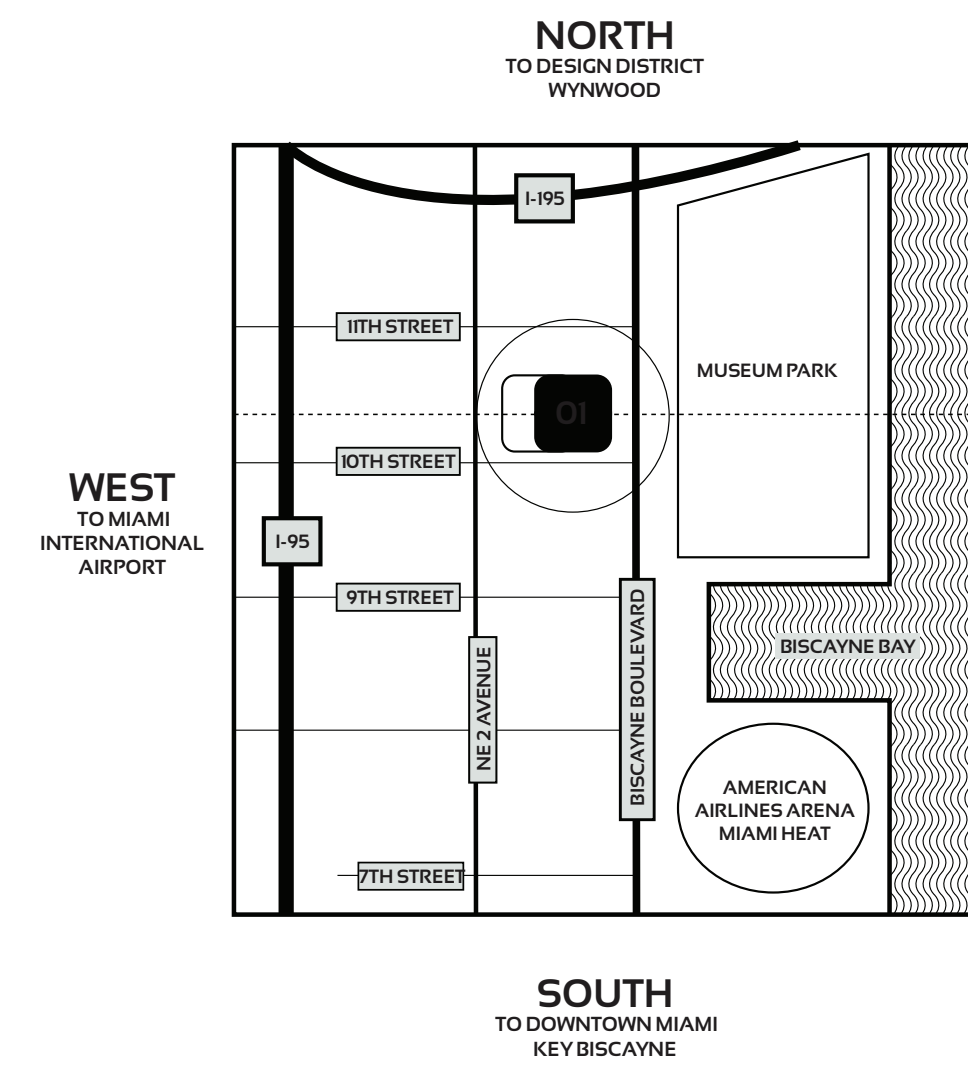 NORTH
TO DESIGN DISTRICT
WYNWOOD
I-195
11TH STREET
MUSEUM PARK
01
10TH STREET
WEST
TO MIAMI
INTERNATIONAL
AIRPORT
I-95
9TH STREET
BISCAYNE BOULEVARD
BISCAYNE BAY
NE 2 AVENUE
AMERICAN
AIRLINES ARENA
MIAMI HEAT
7TH STREET
SOUTH
TO DOWNTOWN MIAMI
KEY BISCAYNE